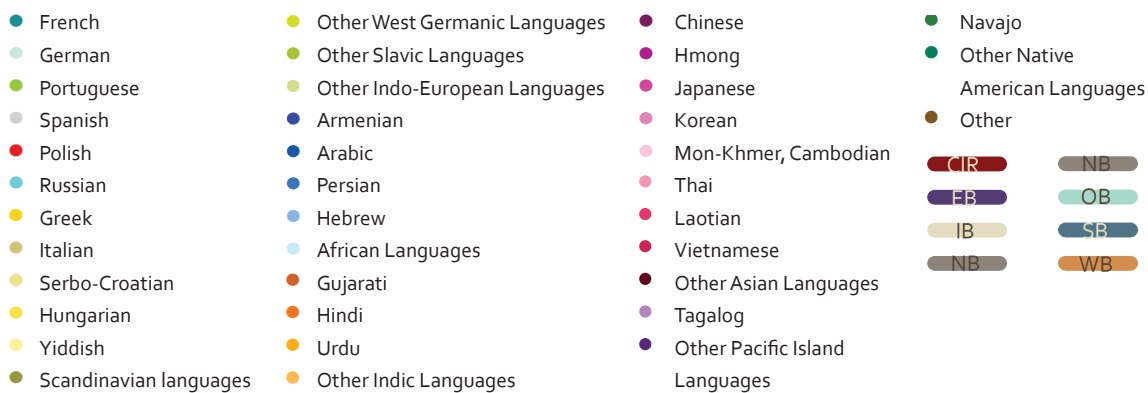 French
German
Portuguese
Spanish
Polish
Russian
Greek
Italian
Serbo-Croatian
Hungarian
Yiddish
Scandinavian languages
Other West Germanic Languages
Other Slavic Languages
Other Indo-European Languages
Armenian
Arabic
Persian
Hebrew
African Languages
Gujarati
Hindi
Urdu
Other Indic Languages
Chinese
Hmong
Japanese
Korean
Mon-Khmer, Cambodian
Thai
Laotian
Vietnamese
Other Asian Languages
Tagalog
Other Pacific Island
Languages
Navajo
Other Native
American Languages
Other
CIR
EB
IB
NB
NB
OB
SB
WB